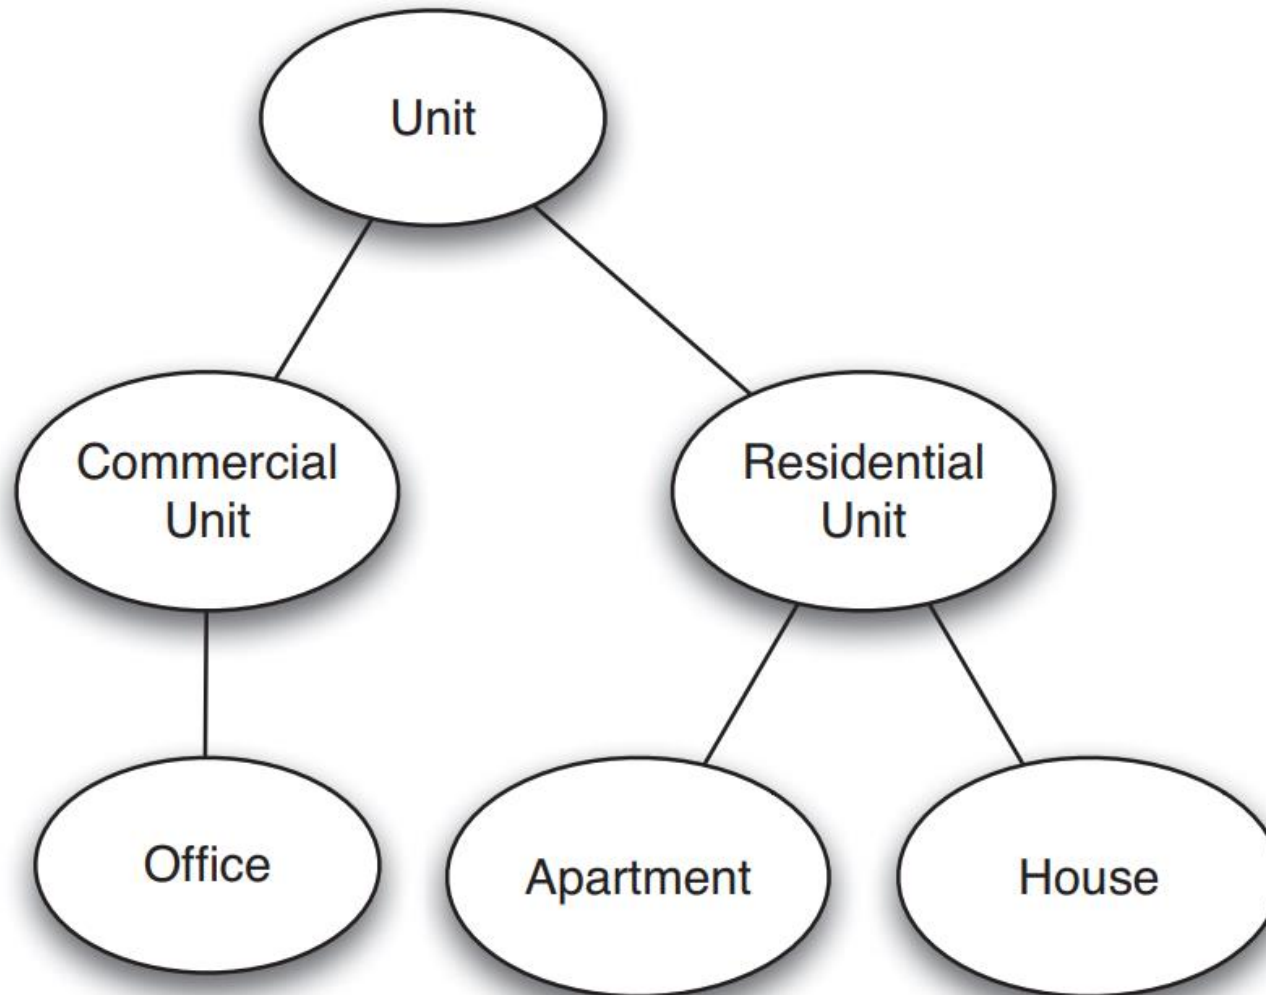 Unit
Commercial
Unit
Residential
Unit
Office
Apartment
House